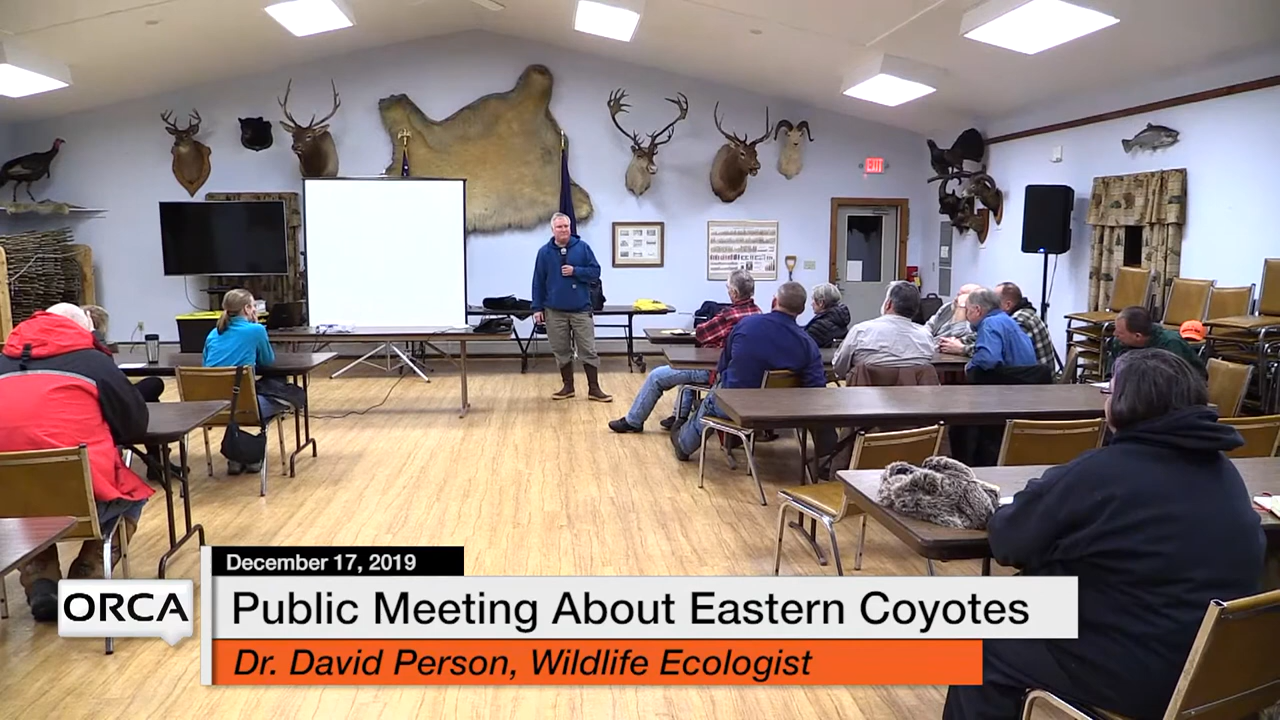 EXIT
December 17, 2019
ORCA
Public Meeting About Eastern Coyotes
Dr. David Person, Wildlife Ecologist